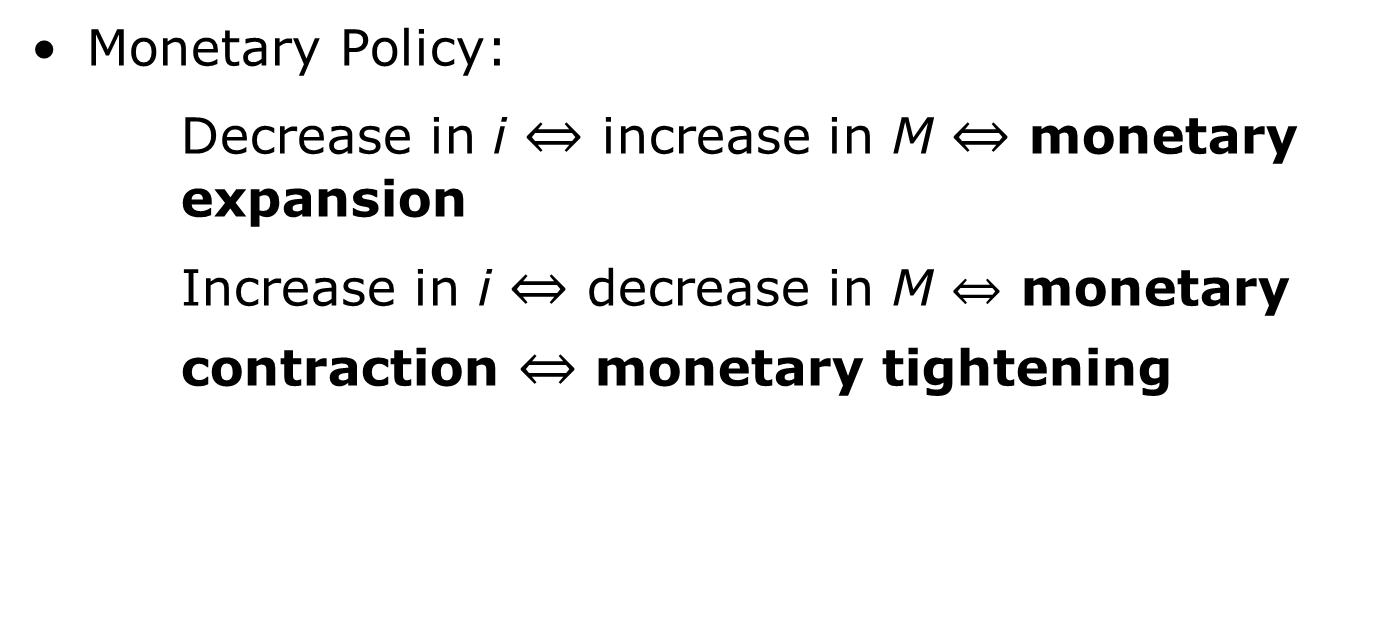 • Monetary Policy:
Decrease in i ⇔ increase in M ⇔ monetary
expansion
Increase in i ⇔ decrease in M ⇔ monetary
contraction ⇔ monetary tightening